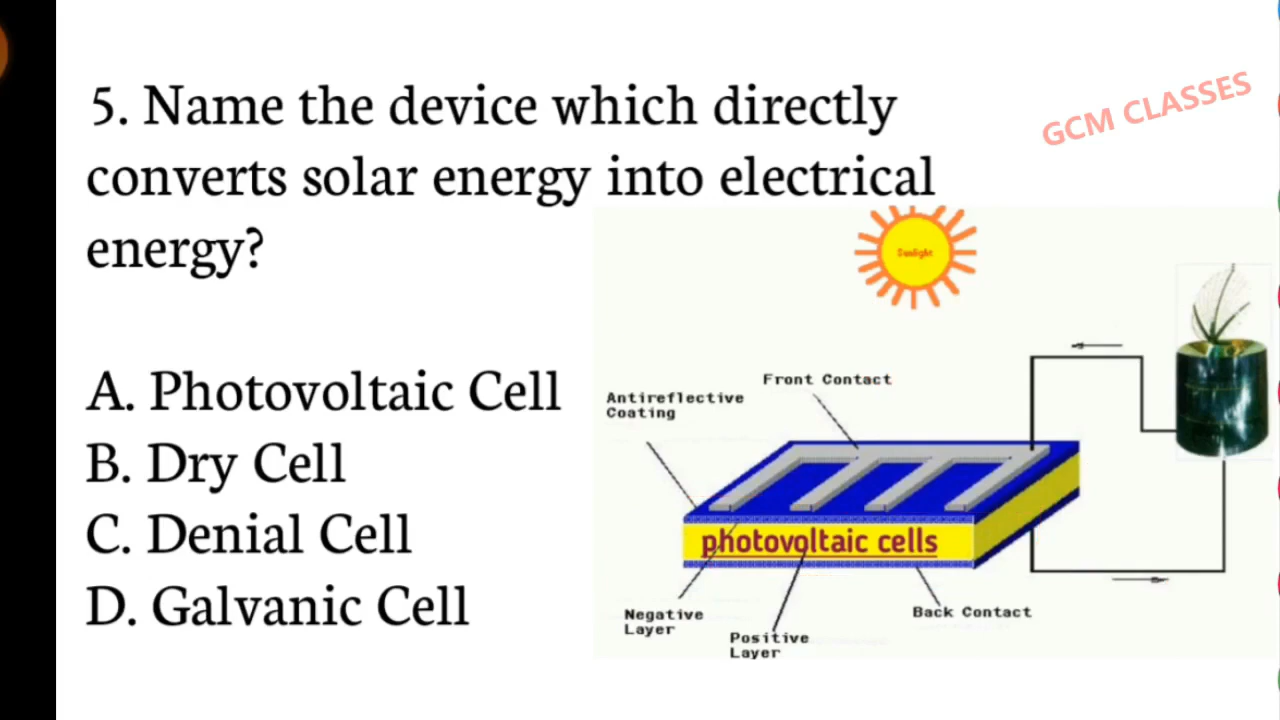 5. Name the device which directly
converts solar energy into electrical
energy?
GCM CLASSES
A. Photovoltaic Cell
B. Dry Cell
C. Denial Cell
D. Galvanic Cell
Sunlight
Front Contact
Antireflective
Coating
photovoltaic cells
Negative
Layer
Positive
Layer
Back Contact